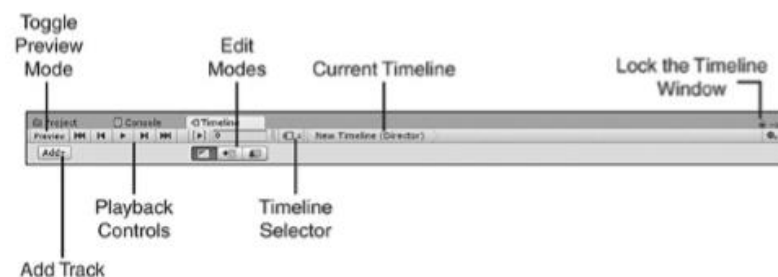 Toggle
Preview
Mode
Edit
Modes
Current Timeline
Lock the Timeline
Window
Project
Console
Timeline
Preview
0
New Timeline (Director)
Add
Playback
Controls
Timeline
Selector
Add Track